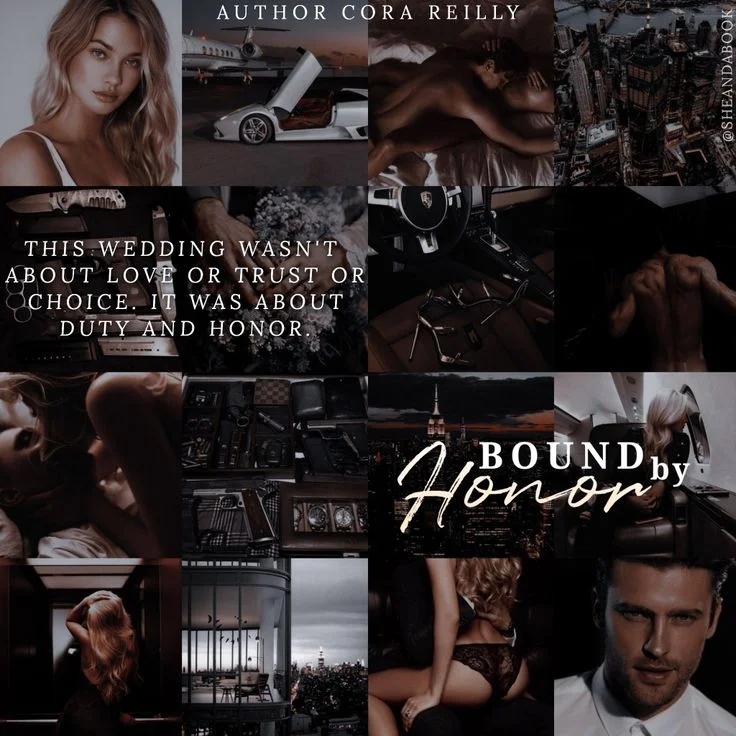 AUTHOR CORA REILLY
@SHEANDABOOK
THIS WEDDING WASN'T
ABOUT LOVE OR TRUST OR
CHOICE. IT WAS ABOUT
DUTY AND HONOR.
BOUND by
Honor